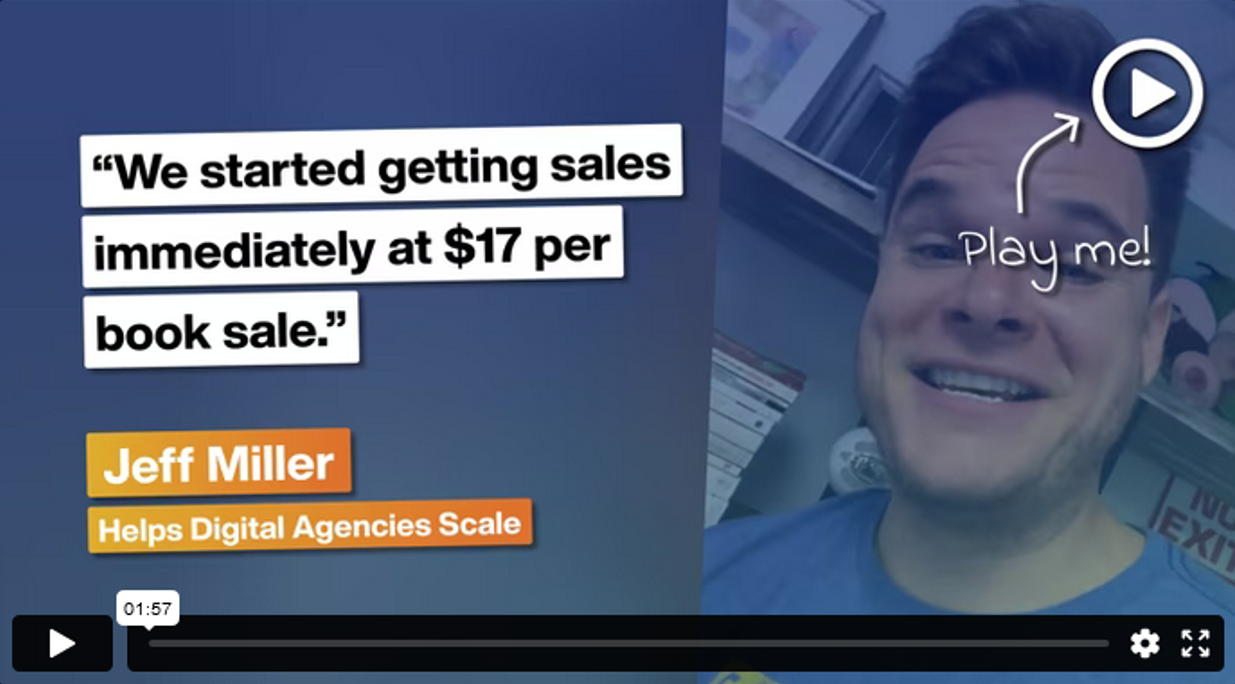 “We started getting sales
immediately at $17 per
book sale.”
Play me!
Jeff Miller
Helps Digital Agencies Scale
NO
EXIT
01:57